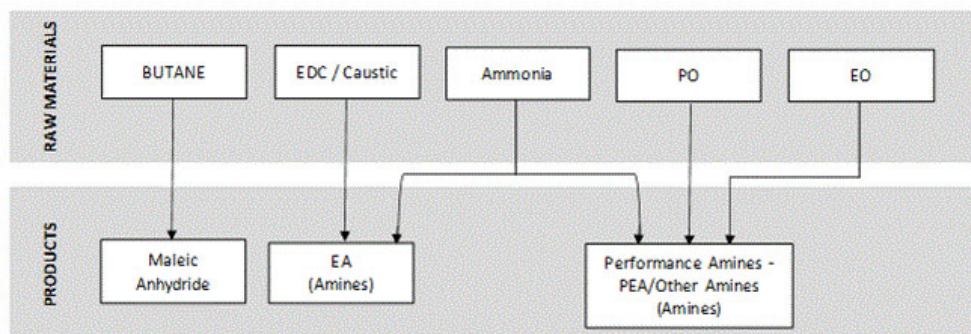 RAW MATERIALS
BUTANE
EDC / Caustic
Ammonia
PO
EO
PRODUCTS
Maleic
Anhydride
EA
(Amines)
Performance Amines -
PEA/Other Amines
(Amines)